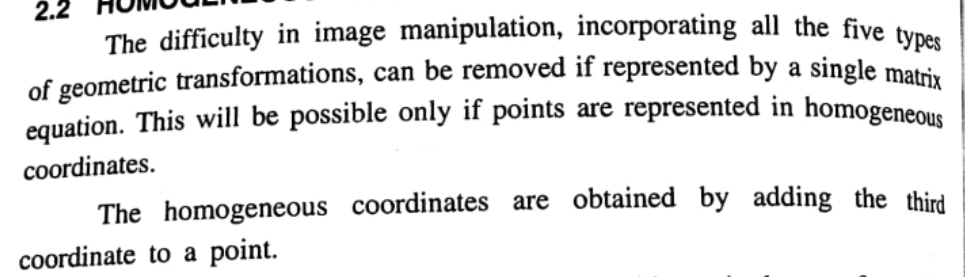 2.2
The difficulty in image manipulation, incorporating all the five types
of geometric transformations, can be removed if represented by a single matrix
equation. This will be possible only if points are represented in homogeneous
coordinates.
The homogeneous coordinates are obtained by adding the third
coordinate to a point.